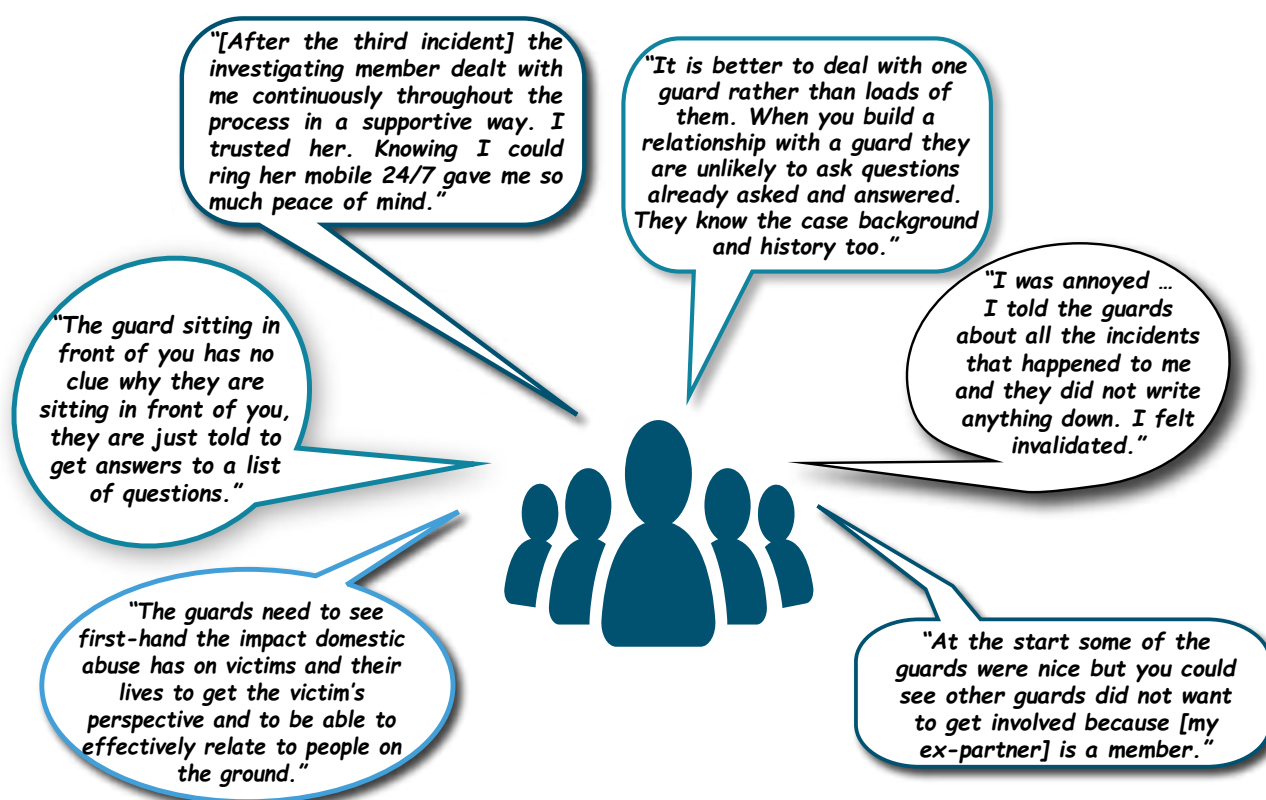 “[After the third incident] the
investigating member dealt with
me continuously throughout the
process in a supportive way. I
trusted her. Knowing I could
ring her mobile 24/7 gave me so
much peace of mind.”
“It is better to deal with one
guard rather than loads of
them. When you build a
relationship with a guard they
are unlikely to ask questions
already asked and answered.
They know the case background
and history too.”
“I was annoyed …
I told the guards
about all the incidents
that happened to me
and they did not write
anything down. I felt
invalidated.”
“The guard sitting in
front of you has no
clue why they are
sitting in front of you,
they are just told to
get answers to a list
of questions.”
“The guards need to see
first-hand the impact domestic
abuse has on victims and their
lives to get the victim’s
perspective and to be able to
effectively relate to people on
the ground.”
“At the start some of the
guards were nice but you could
see other guards did not want
to get involved because [my
ex-partner] is a member.”